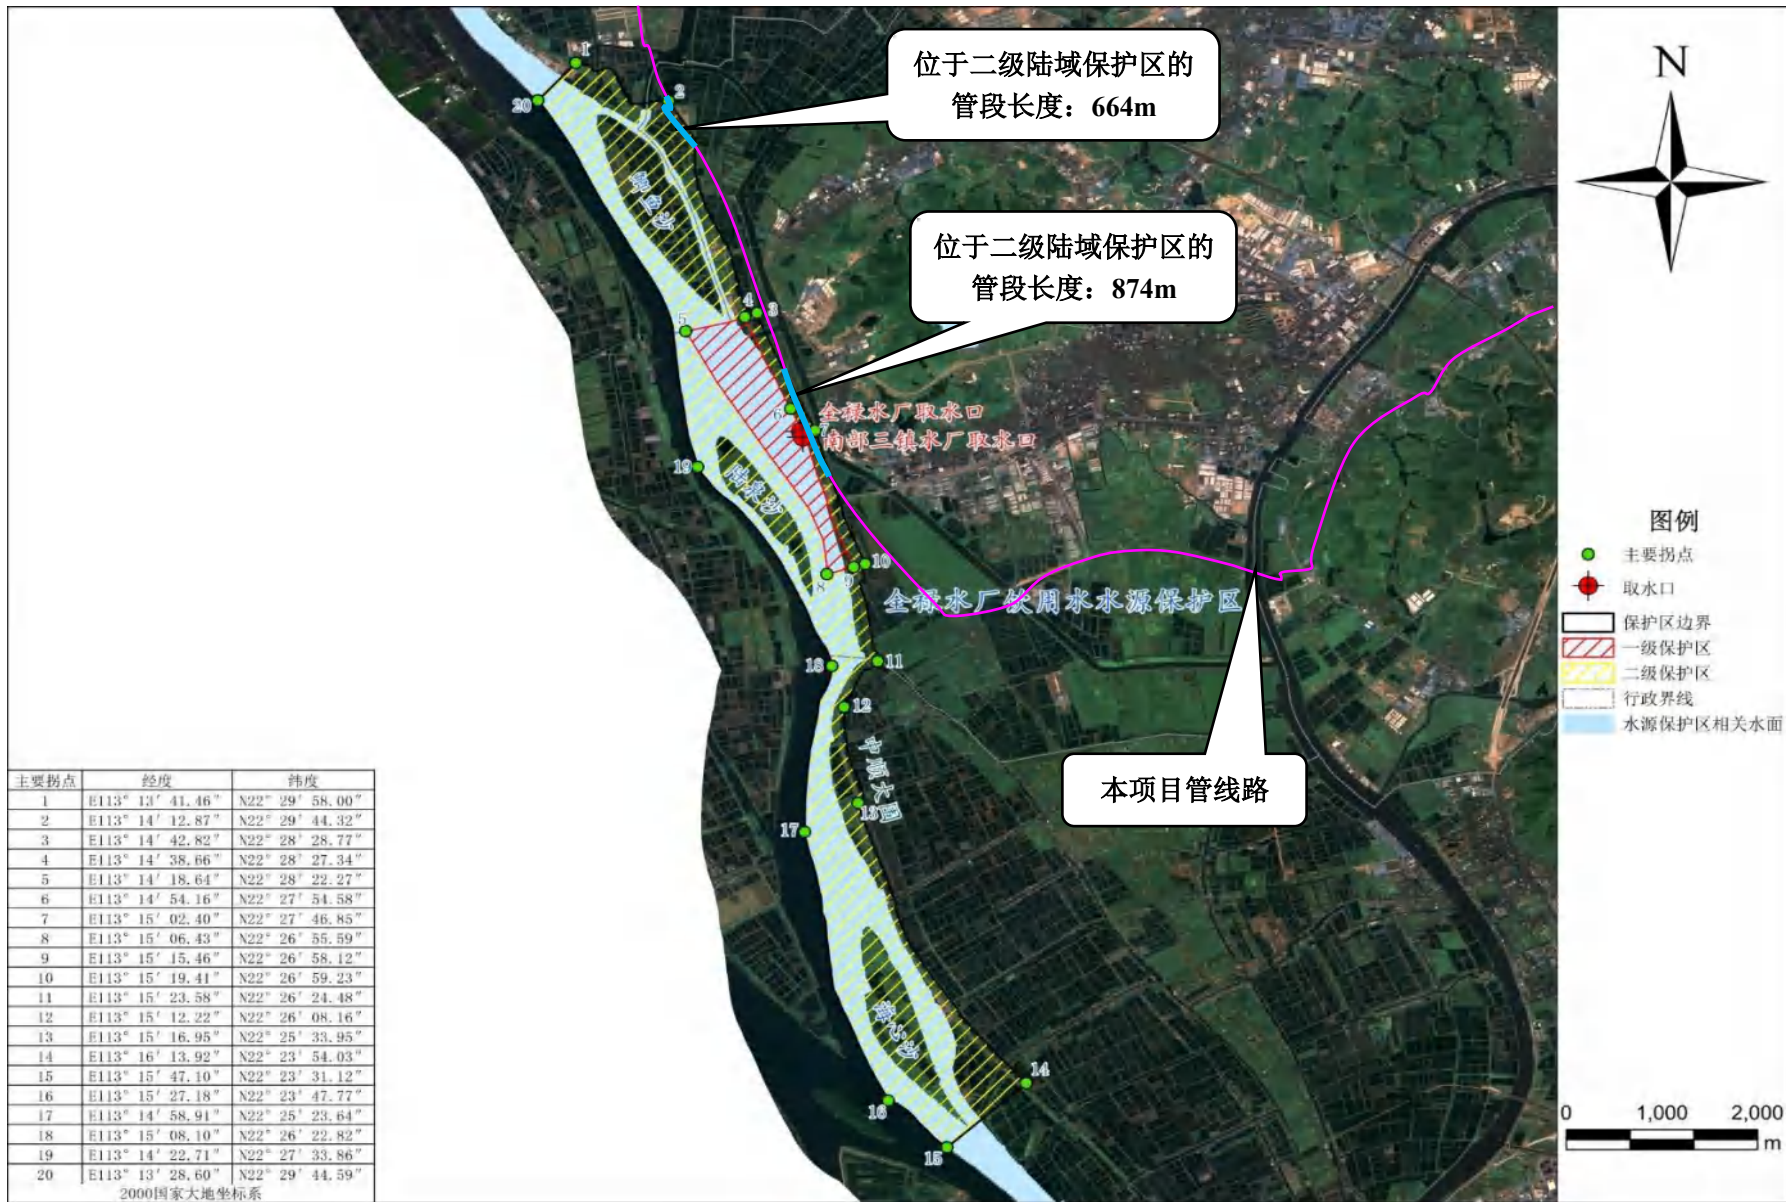 位于二级陆域保护区的
管段长度：664m
位于二级陆域保护区的
管段长度：874m
本项目管线路
全禄水厂取水口
南部三镇水厂取水口
全禄水厂饮用水水源保护区
陆泉沙
中顺大围
海心沙
1
2
3
4
5
6
7
8
9
10
11
12
13
14
15
16
17
18
19
20
N
图例
主要拐点
取水口
保护区边界
一级保护区
二级保护区
行政界线
水源保护区相关水面
0 1,000 2,000
m
主要拐点 经度 纬度
1 E113° 13′ 41.46″ N22° 29′ 58.00″
2 E113° 14′ 12.87″ N22° 29′ 44.32″
3 E113° 14′ 42.82″ N22° 28′ 28.77″
4 E113° 14′ 38.66″ N22° 28′ 27.34″
5 E113° 14′ 18.64″ N22° 28′ 22.27″
6 E113° 14′ 54.16″ N22° 27′ 54.58″
7 E113° 15′ 02.40″ N22° 27′ 46.85″
8 E113° 15′ 06.43″ N22° 26′ 55.59″
9 E113° 15′ 15.46″ N22° 26′ 58.12″
10 E113° 15′ 19.41″ N22° 26′ 59.23″
11 E113° 15′ 23.58″ N22° 26′ 24.48″
12 E113° 15′ 12.22″ N22° 26′ 08.16″
13 E113° 15′ 16.95″ N22° 25′ 33.95″
14 E113° 16′ 13.92″ N22° 23′ 54.03″
15 E113° 15′ 47.10″ N22° 23′ 31.12″
16 E113° 15′ 27.18″ N22° 23′ 47.77″
17 E113° 14′ 58.91″ N22° 25′ 23.64″
18 E113° 15′ 08.10″ N22° 26′ 22.82″
19 E113° 14′ 22.71″ N22° 27′ 33.86″
20 E113° 13′ 28.60″ N22° 29′ 44.59″
2000国家大地坐标系